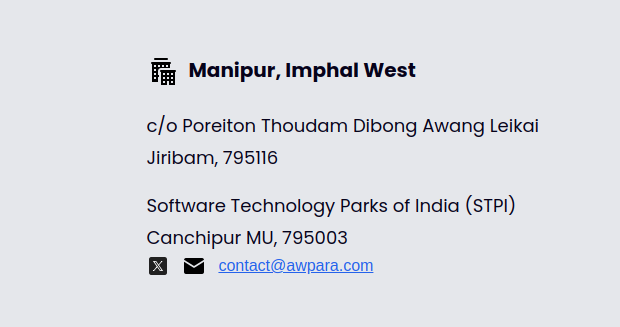 Manipur, Imphal West
c/o Poreiton Thoudam Dibong Awang Leikai
Jiribam, 795116
Software Technology Parks of India (STPI)
Canchipur MU, 795003
contact@awpara.com